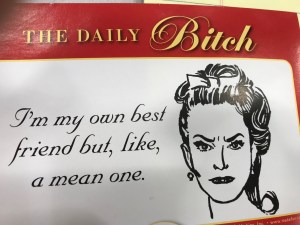 THE DAILY Bitch
I'm my own best
friend but, like,
a mean one.